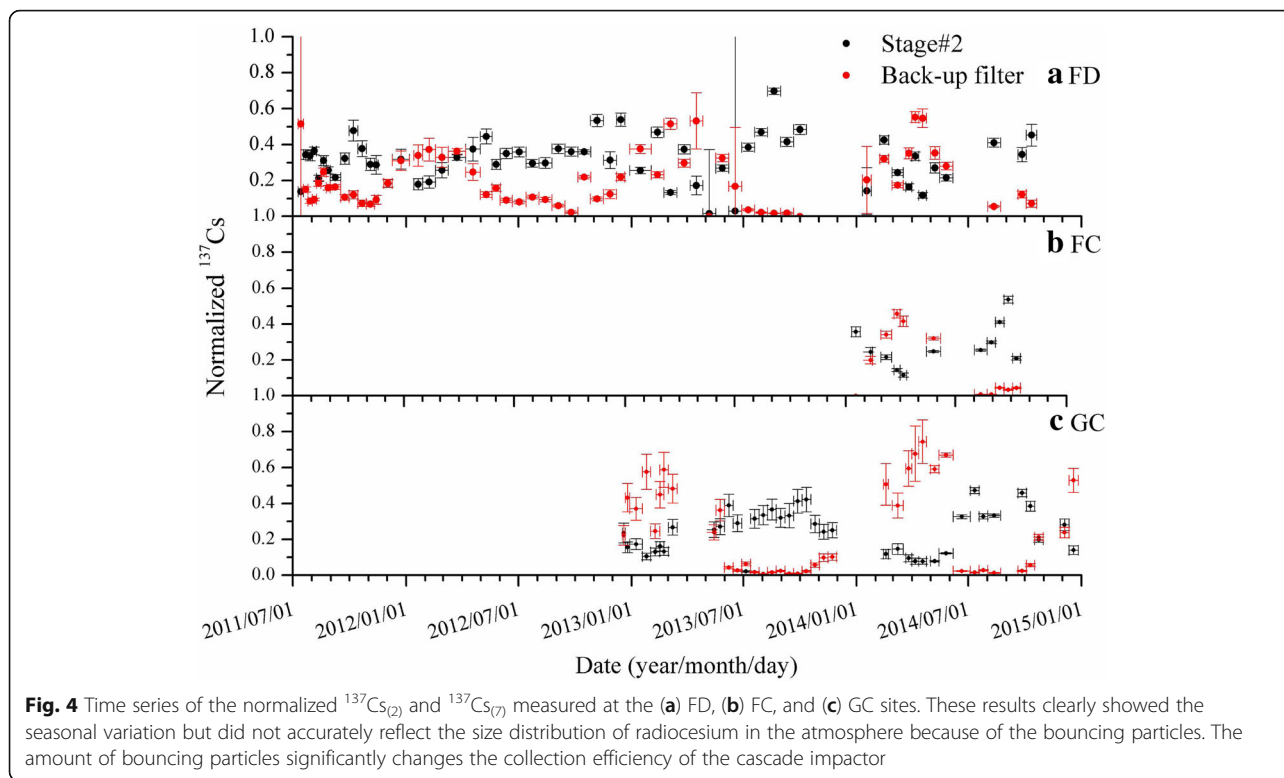 1.0
0.8
0.6
0.4
0.2
1.0
0.8
0.6
0.4
0.2
1.0
0.8
0.6
0.4
0.2
0.0
Normalized ¹³⁷Cs
Stage#2
Back-up filter
a FD
b FC
c GC
2011/07/01
2012/01/01
2012/07/01
2013/01/01
2013/07/01
2014/01/01
2014/07/01
2015/01/01
Date (year/month/day)
Fig. 4 Time series of the normalized ¹³⁷Cs₍₂₎ and ¹³⁷Cs₍₇₎ measured at the (a) FD, (b) FC, and (c) GC sites. These results clearly showed the
seasonal variation but did not accurately reflect the size distribution of radiocesium in the atmosphere because of the bouncing particles. The
amount of bouncing particles significantly changes the collection efficiency of the cascade impactor